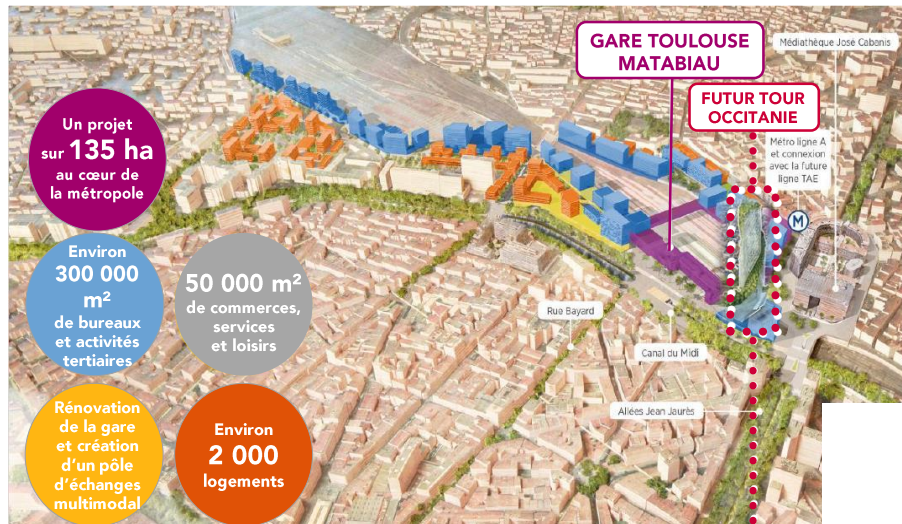 GARE TOULOUSE
MATABIAU
Médiathèque José Cabanis
FUTUR TOUR
OCCITANIE
Métro ligne A
et connexion
avec la future
ligne TAE
M
Un projet
sur 135 ha
au cœur de
la métropole
Environ
300 000
m²
de bureaux
et activités
tertiaires
50 000 m²
de commerces,
services
et loisirs
Rue Bayard
Canal du Midi
Allées Jean Jaurès
Rénovation
de la gare
et création
d'un pôle
d'échanges
multimodal
Environ
2 000
logements